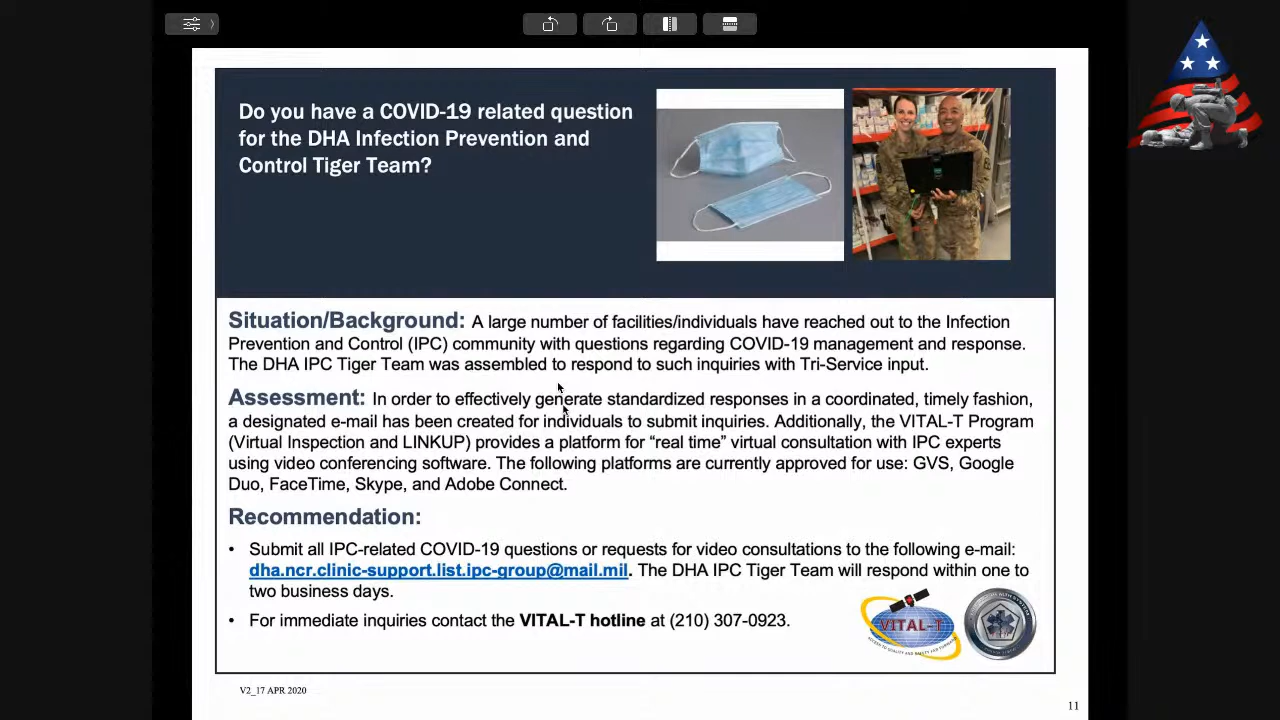 Do you have a COVID-19 related question
for the DHA Infection Prevention and
Control Tiger Team?
Situation/Background: A large number of facilities/individuals have reached out to the Infection
Prevention and Control (IPC) community with questions regarding COVID-19 management and response.
The DHA IPC Tiger Team was assembled to respond to such inquiries with Tri-Service input.
Assessment: In order to effectively generate standardized responses in a coordinated, timely fashion,
a designated e-mail has been created for individuals to submit inquiries. Additionally, the VITAL-T Program
(Virtual Inspection and LINKUP) provides a platform for “real time” virtual consultation with IPC experts
using video conferencing software. The following platforms are currently approved for use: GVS, Google
Duo, FaceTime, Skype, and Adobe Connect.
Recommendation:
• Submit all IPC-related COVID-19 questions or requests for video consultations to the following e-mail:
dha.ncr.clinic-support.list.ipc-group@mail.mil. The DHA IPC Tiger Team will respond within one to
two business days.
• For immediate inquiries contact the VITAL-T hotline at (210) 307-0923.
VITAL-T
V2_17 APR 2020
11